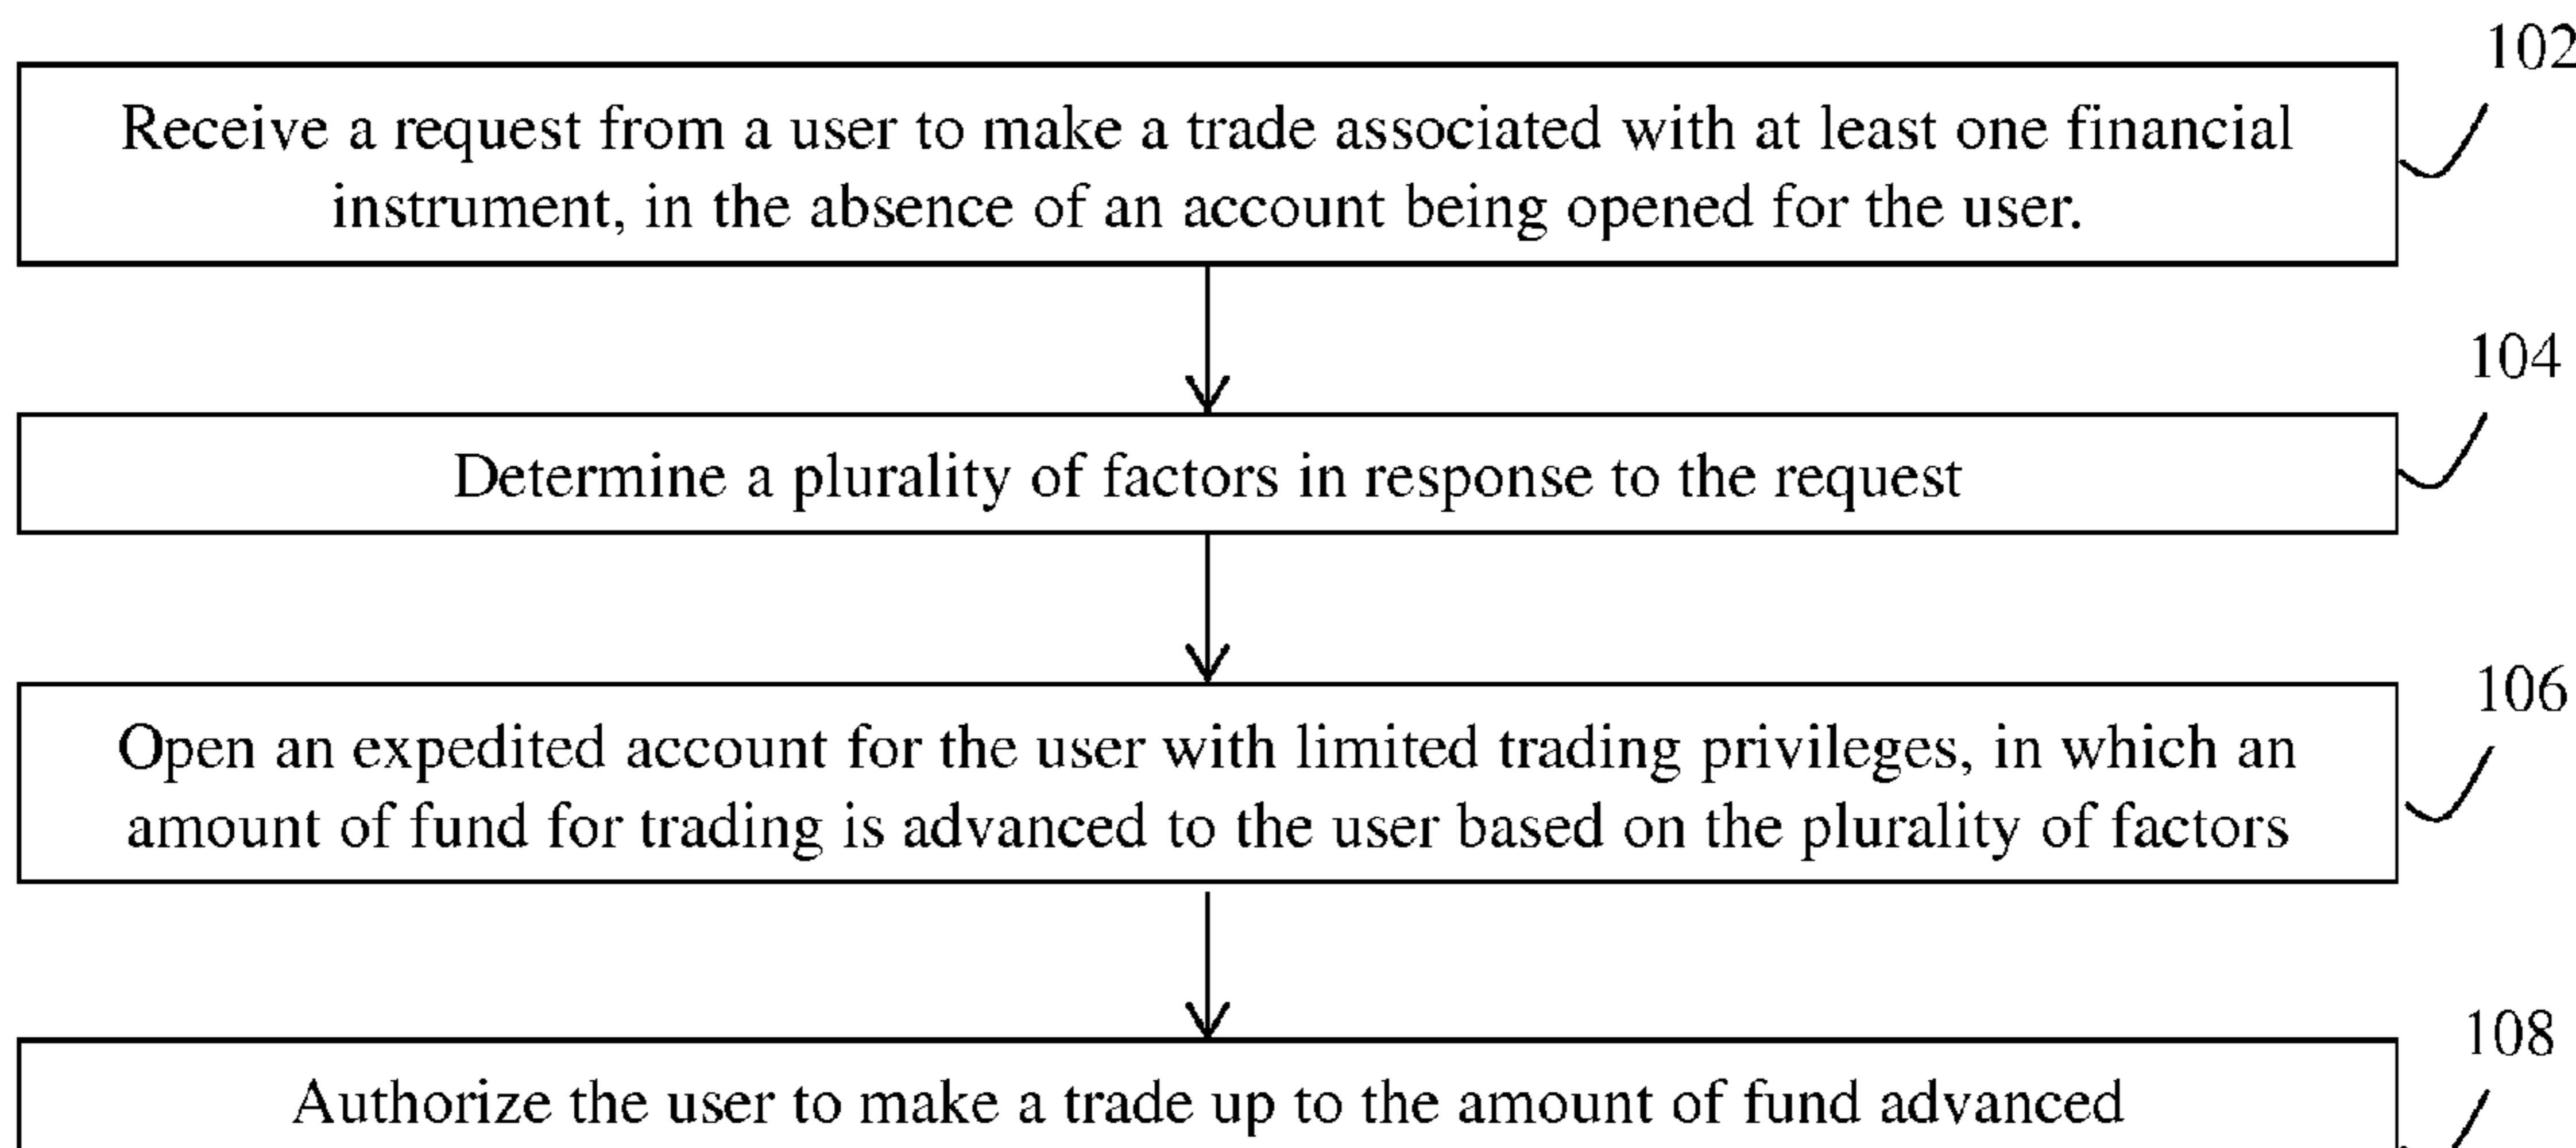 102
Receive a request from a user to make a trade associated with at least one financial
instrument, in the absence of an account being opened for the user.
104
Determine a plurality of factors in response to the request
106
Open an expedited account for the user with limited trading privileges, in which an
amount of fund for trading is advanced to the user based on the plurality of factors
108
Authorize the user to make a trade up to the amount of fund advanced